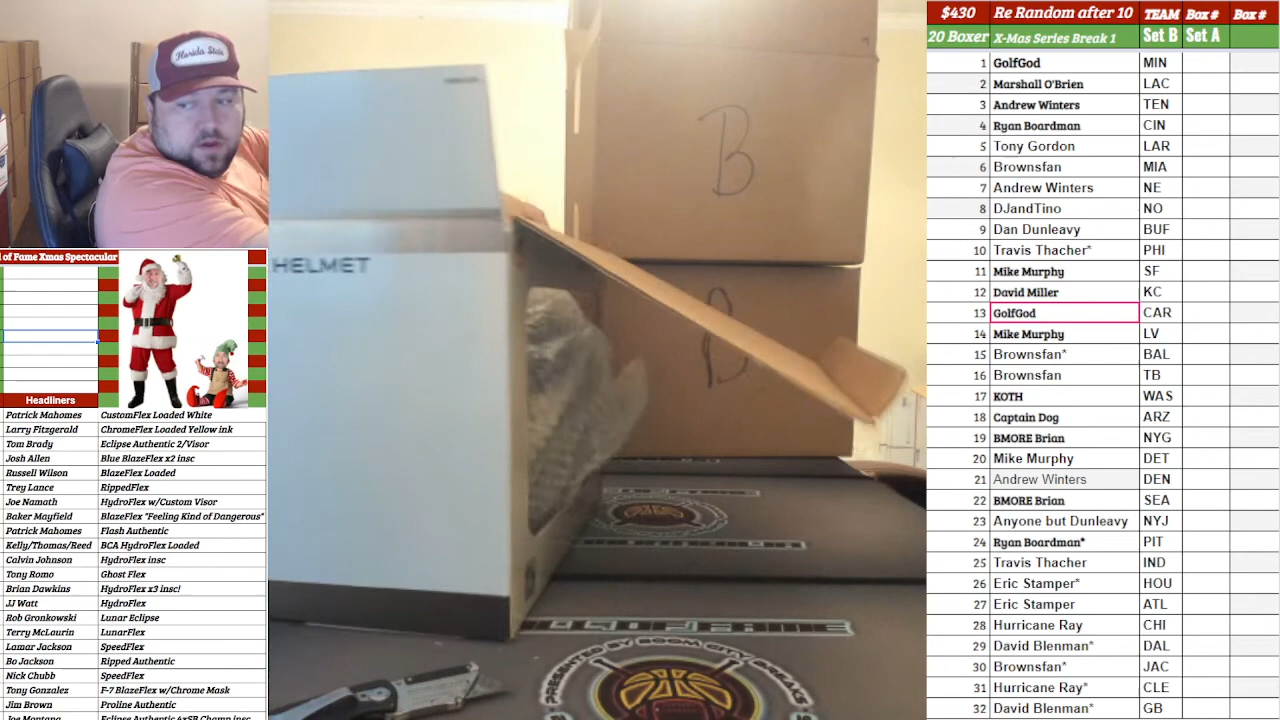 Florida State
l of Fame Xmas Spectacular
Headliners
Patrick Mahomes CustomFlex Loaded White
Larry Fitzgerald ChromeFlex Loaded Yellow ink
Tom Brady Eclipse Authentic 2/Visor
Josh Allen Blue BlazeFlex x2 insc
Russell Wilson BlazeFlex Loaded
Trey Lance RippedFlex
Joe Namath HydroFlex w/Custom Visor
Baker Mayfield BlazeFlex "Feeling Kind of Dangerous"
Patrick Mahomes Flash Authentic
Kelly/Thomas/Reed BCA HydroFlex Loaded
Calvin Johnson HydroFlex insc
Tony Romo Ghost Flex
Brian Dawkins HydroFlex x3 insc!
JJ Watt HydroFlex
Rob Gronkowski Lunar Eclipse
Terry McLaurin LunarFlex
Lamar Jackson SpeedFlex
Bo Jackson Ripped Authentic
Nick Chubb SpeedFlex
Tony Gonzalez F-7 BlazeFlex w/Chrome Mask
Jim Brown Proline Authentic
Joe Montana Eclipse Authentic 4xSB Champ insc
HELMET
B
B
PRESENTED BY BOOM CITY BREAKS
$430 Re Random after 10 TEAM Box # Box #
20 Boxer X-Mas Series Break 1 Set B Set A
1 GolfGod MIN
2 Marshall O'Brien LAC
3 Andrew Winters TEN
4 Ryan Boardman CIN
5 Tony Gordon LAR
6 Brownsfan MIA
7 Andrew Winters NE
8 DJandTino NO
9 Dan Dunleavy BUF
10 Travis Thacher* PHI
11 Mike Murphy SF
12 David Miller KC
13 GolfGod CAR
14 Mike Murphy LV
15 Brownsfan* BAL
16 Brownsfan TB
17 KOTH WAS
18 Captain Dog ARZ
19 BMORE Brian NYG
20 Mike Murphy DET
21 Andrew Winters DEN
22 BMORE Brian SEA
23 Anyone but Dunleavy NYJ
24 Ryan Boardman* PIT
25 Travis Thacher IND
26 Eric Stamper* HOU
27 Eric Stamper ATL
28 Hurricane Ray CHI
29 David Blenman* DAL
30 Brownsfan* JAC
31 Hurricane Ray* CLE
32 David Blenman* GB